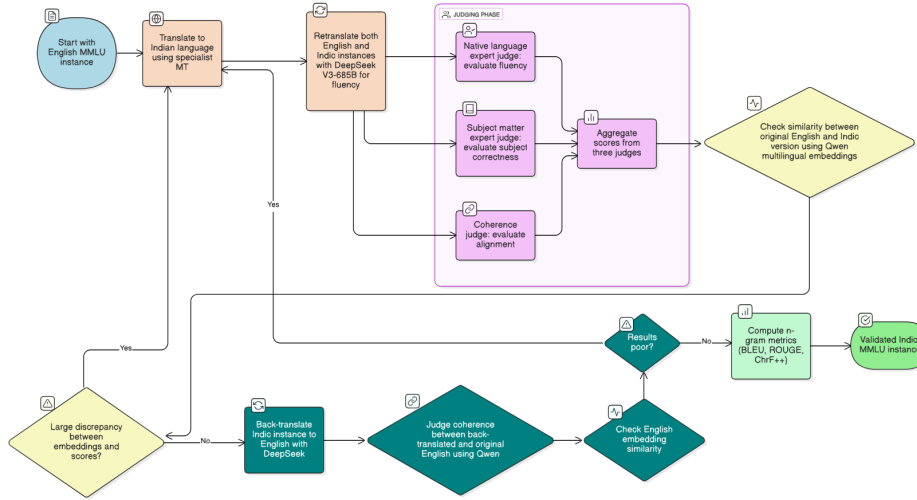 Start with
English MMLU
instance
Translate to
Indian language
using specialist
MT
Retranslate both
English and
Indic instances
with DeepSeek
V3-685B for
fluency
JUDGING PHASE
Native language
expert judge:
evaluate fluency
Subject matter
expert judge:
evaluate subject
correctness
Coherence
judge: evaluate
alignment
Aggregate
scores from
three judges
Check similarity between
original English and Indic
version using Qwen
multilingual embeddings
Yes
Yes
Large discrepancy
between
embeddings and
scores?
No
Back-translate
Indic instance to
English with
DeepSeek
Judge coherence
between back-
translated and original
English using Qwen
Check English
embedding
similarity
Results
poor?
No
Compute n-
gram metrics
(BLEU, ROUGE,
ChrF++)
Validated Indic
MMLU instance